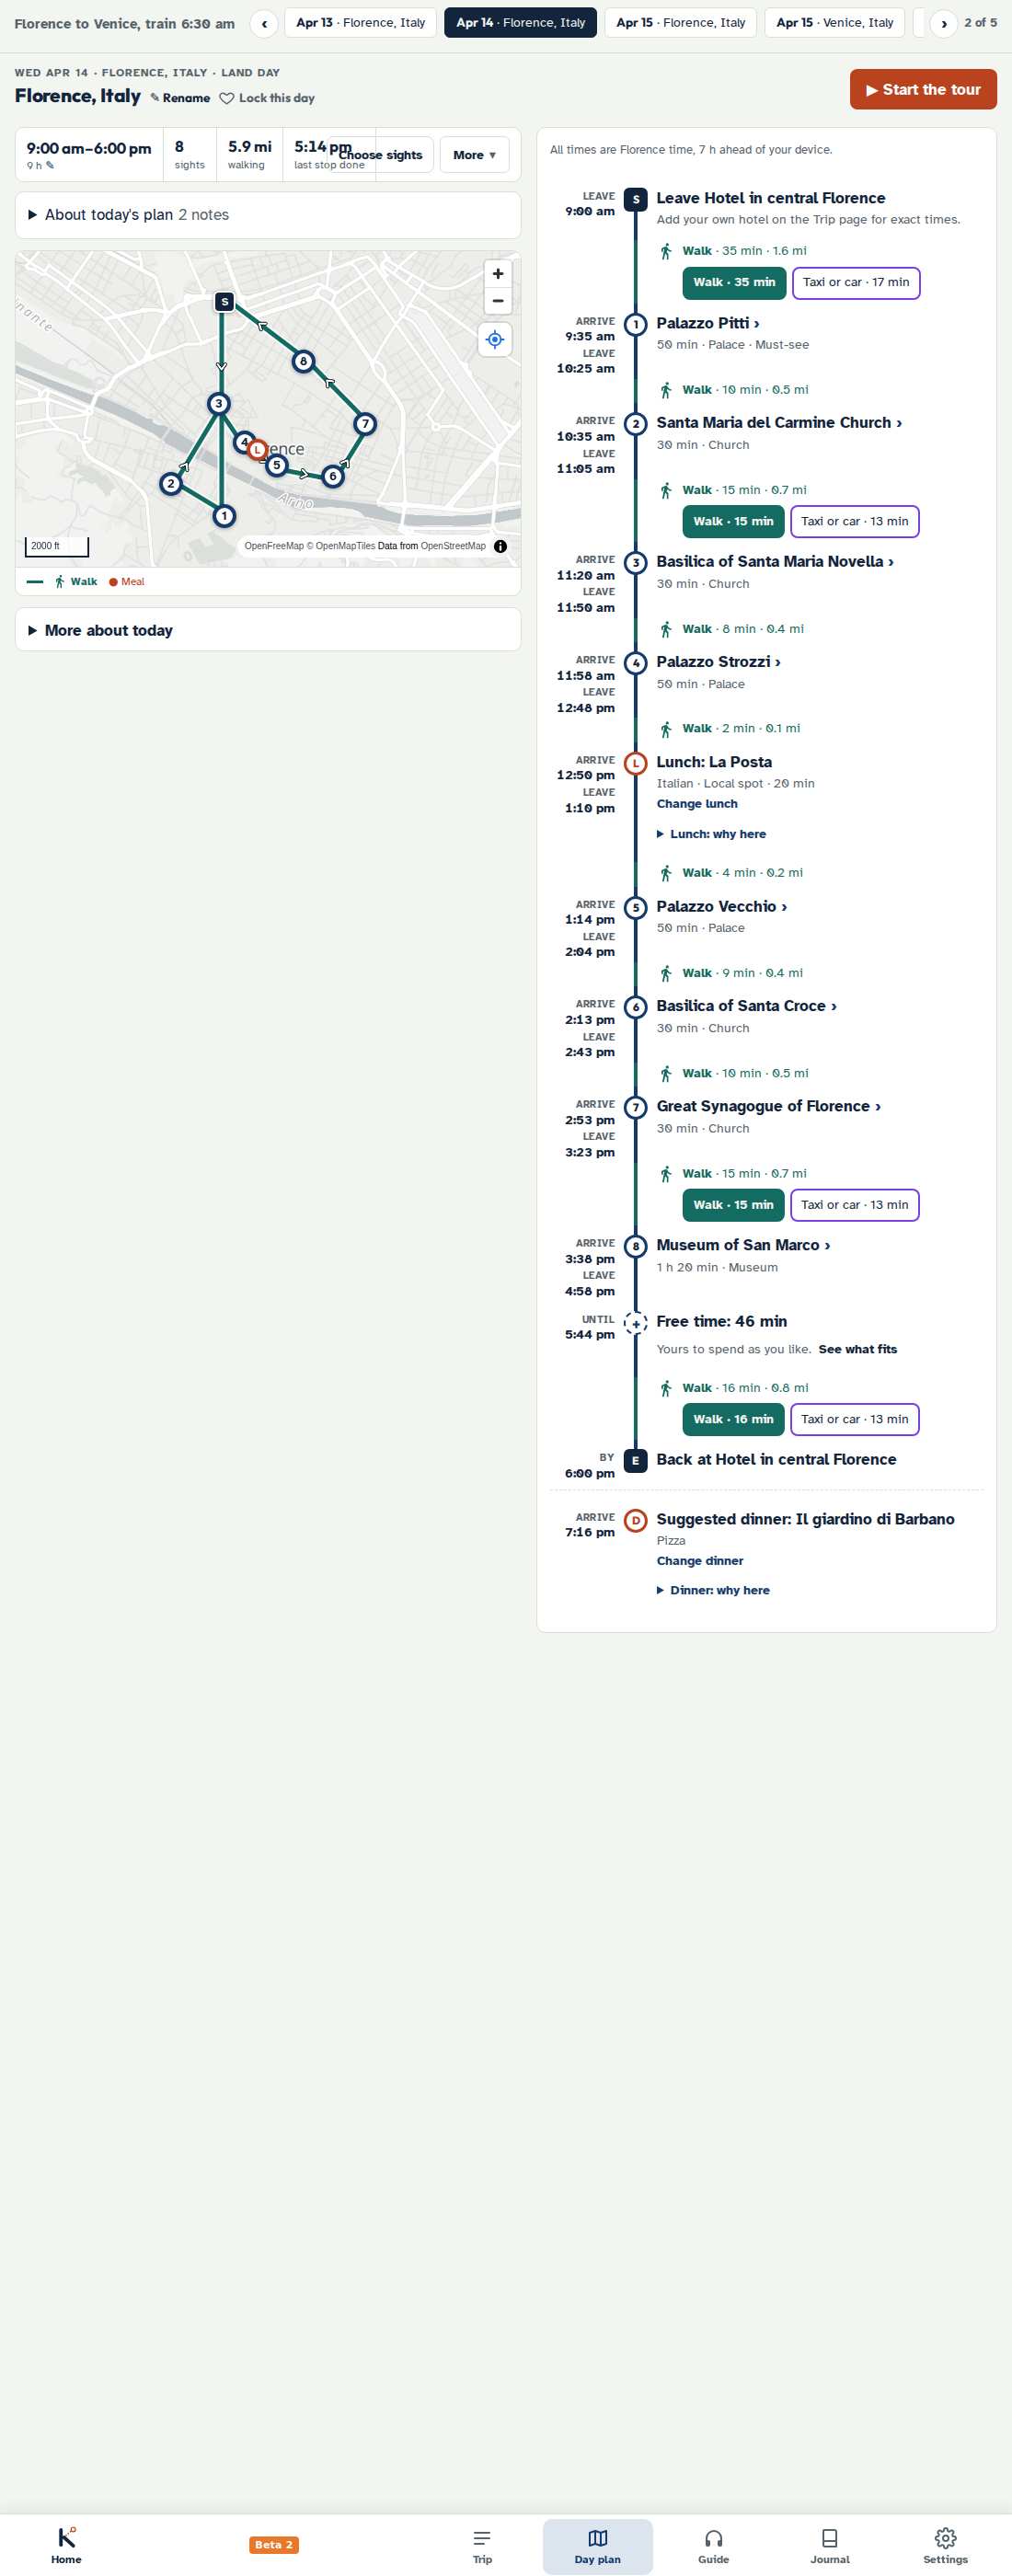 Florence to Venice, train 6:30 am
‹
Apr 13 · Florence, Italy
Apr 14 · Florence, Italy
Apr 15 · Florence, Italy
Apr 15 · Venice, Italy
›
2 of 5
WED APR 14 · FLORENCE, ITALY · LAND DAY
Florence, Italy ✎ Rename ♡ Lock this day
▶ Start the tour
9:00 am–6:00 pm
9 h ✎
8
sights
5.9 mi
walking
5:14 pm
last stop done
Choose sights
More ▼
▶ About today's plan 2 notes
S
8
3
7
4
L
rence
5
6
2
1
Arno
nante
+
−
2000 ft
OpenFreeMap © OpenMapTiles Data from OpenStreetMap
Walk
Meal
▶ More about today
All times are Florence time, 7 h ahead of your device.
LEAVE
9:00 am
S
Leave Hotel in central Florence
Add your own hotel on the Trip page for exact times.
Walk · 35 min · 1.6 mi
Walk · 35 min
Taxi or car · 17 min
ARRIVE
9:35 am
LEAVE
10:25 am
1
Palazzo Pitti ›
50 min · Palace · Must-see
Walk · 10 min · 0.5 mi
ARRIVE
10:35 am
LEAVE
11:05 am
2
Santa Maria del Carmine Church ›
30 min · Church
Walk · 15 min · 0.7 mi
Walk · 15 min
Taxi or car · 13 min
ARRIVE
11:20 am
LEAVE
11:50 am
3
Basilica of Santa Maria Novella ›
30 min · Church
Walk · 8 min · 0.4 mi
ARRIVE
11:58 am
LEAVE
12:48 pm
4
Palazzo Strozzi ›
50 min · Palace
Walk · 2 min · 0.1 mi
ARRIVE
12:50 pm
LEAVE
1:10 pm
L
Lunch: La Posta
Italian · Local spot · 20 min
Change lunch
▶ Lunch: why here
Walk · 4 min · 0.2 mi
ARRIVE
1:14 pm
LEAVE
2:04 pm
5
Palazzo Vecchio ›
50 min · Palace
Walk · 9 min · 0.4 mi
ARRIVE
2:13 pm
LEAVE
2:43 pm
6
Basilica of Santa Croce ›
30 min · Church
Walk · 10 min · 0.5 mi
ARRIVE
2:53 pm
LEAVE
3:23 pm
7
Great Synagogue of Florence ›
30 min · Church
Walk · 15 min · 0.7 mi
Walk · 15 min
Taxi or car · 13 min
ARRIVE
3:38 pm
LEAVE
4:58 pm
8
Museum of San Marco ›
1 h 20 min · Museum
UNTIL
5:44 pm
+
Free time: 46 min
Yours to spend as you like. See what fits
Walk · 16 min · 0.8 mi
Walk · 16 min
Taxi or car · 13 min
BY
6:00 pm
E
Back at Hotel in central Florence
ARRIVE
7:16 pm
D
Suggested dinner: Il giardino di Barbano
Pizza
Change dinner
▶ Dinner: why here
Home
Beta 2
Trip
Day plan
Guide
Journal
Settings